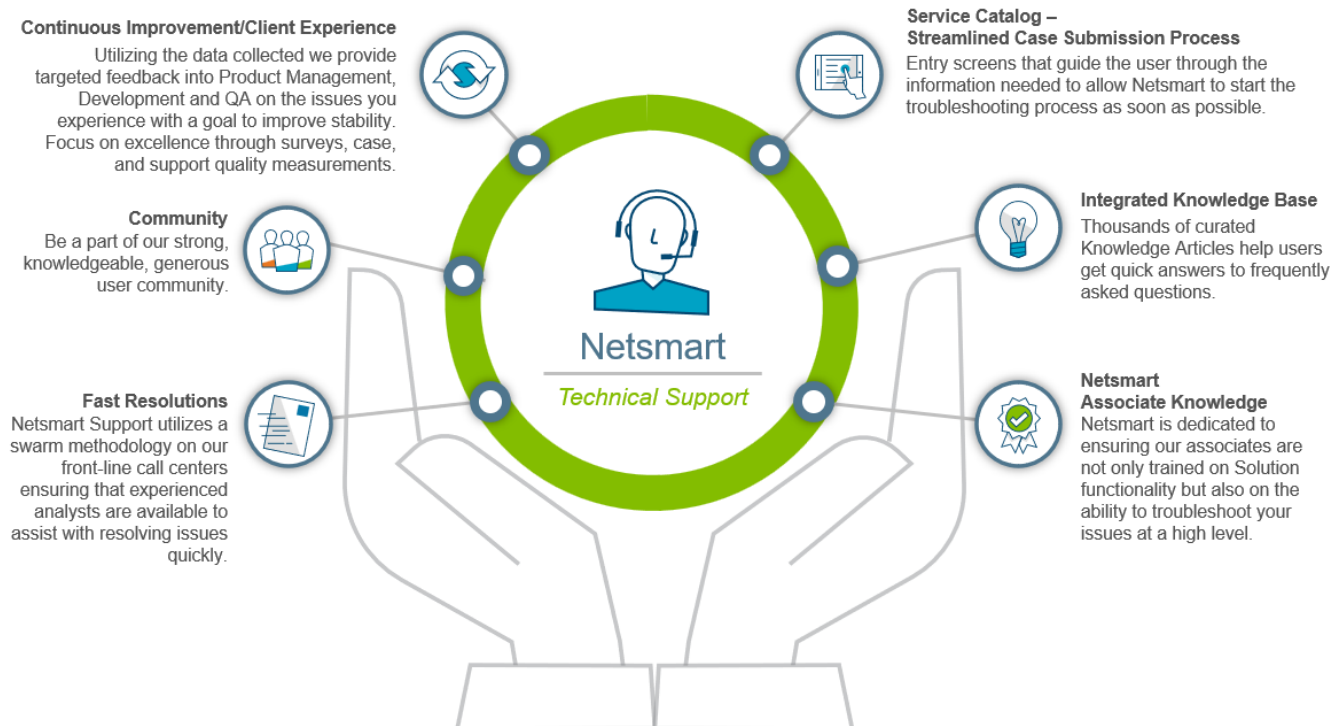 Continuous Improvement/Client Experience
Utilizing the data collected we provide
targeted feedback into Product Management,
Development and QA on the issues you
experience with a goal to improve stability.
Focus on excellence through surveys, case,
and support quality measurements.
Community
Be a part of our strong,
knowledgeable, generous
user community.
Fast Resolutions
Netsmart Support utilizes a
swarm methodology on our
front-line call centers
ensuring that experienced
analysts are available to
assist with resolving issues
quickly.
Netsmart
Technical Support
Service Catalog –
Streamlined Case Submission Process
Entry screens that guide the user through the
information needed to allow Netsmart to start the
troubleshooting process as soon as possible.
Integrated Knowledge Base
Thousands of curated
Knowledge Articles help users
get quick answers to frequently
asked questions.
Netsmart
Associate Knowledge
Netsmart is dedicated to
ensuring our associates are
not only trained on Solution
functionality but also on the
ability to troubleshoot your
issues at a high level.